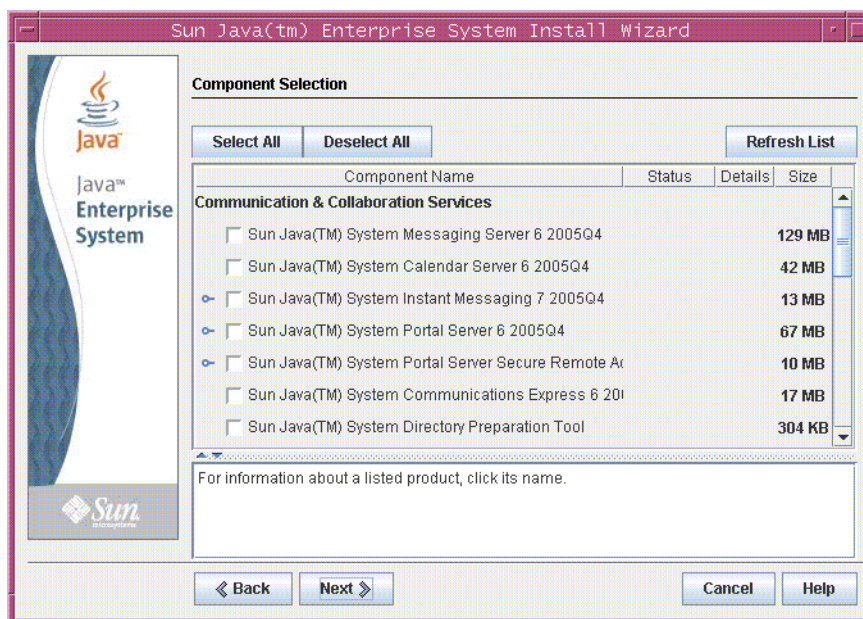 Sun Java(tm) Enterprise System Install Wizard
Java™
Java™
Enterprise
System
Sun
microsystems
Component Selection
Select All Deselect All Refresh List
Component Name Status Details Size
Communication & Collaboration Services
Sun Java(TM) System Messaging Server 6 2005Q4 129 MB
Sun Java(TM) System Calendar Server 6 2005Q4 42 MB
Sun Java(TM) System Instant Messaging 7 2005Q4 13 MB
Sun Java(TM) System Portal Server 6 2005Q4 67 MB
Sun Java(TM) System Portal Server Secure Remote Ac 10 MB
Sun Java(TM) System Communications Express 6 20 17 MB
Sun Java(TM) System Directory Preparation Tool 304 KB
For information about a listed product, click its name.
Back Next Cancel Help